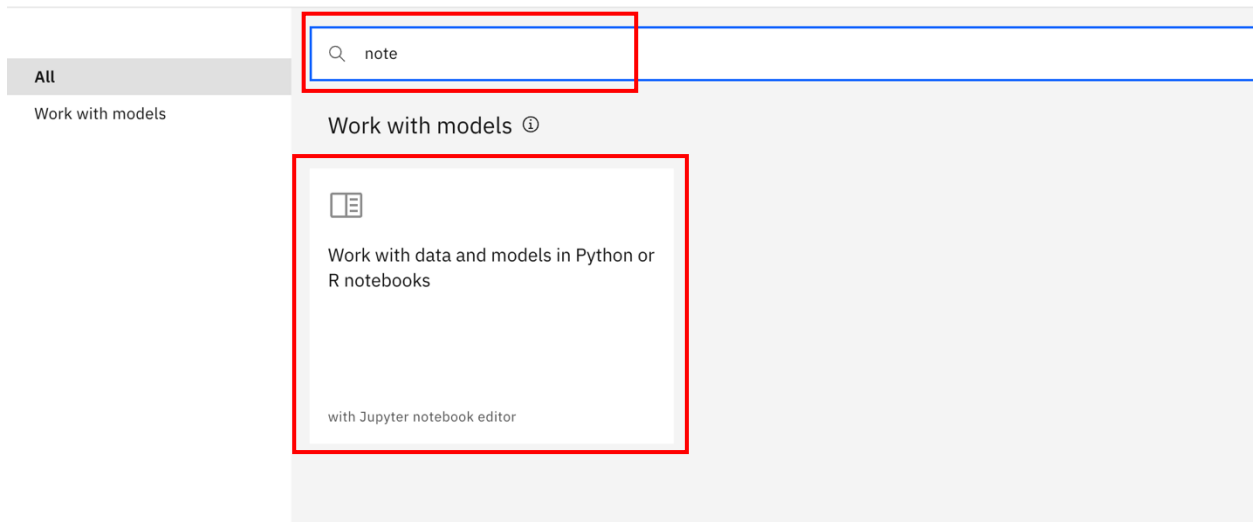 All
Work with models
note
Work with models
Work with data and models in Python or
R notebooks
with Jupyter notebook editor